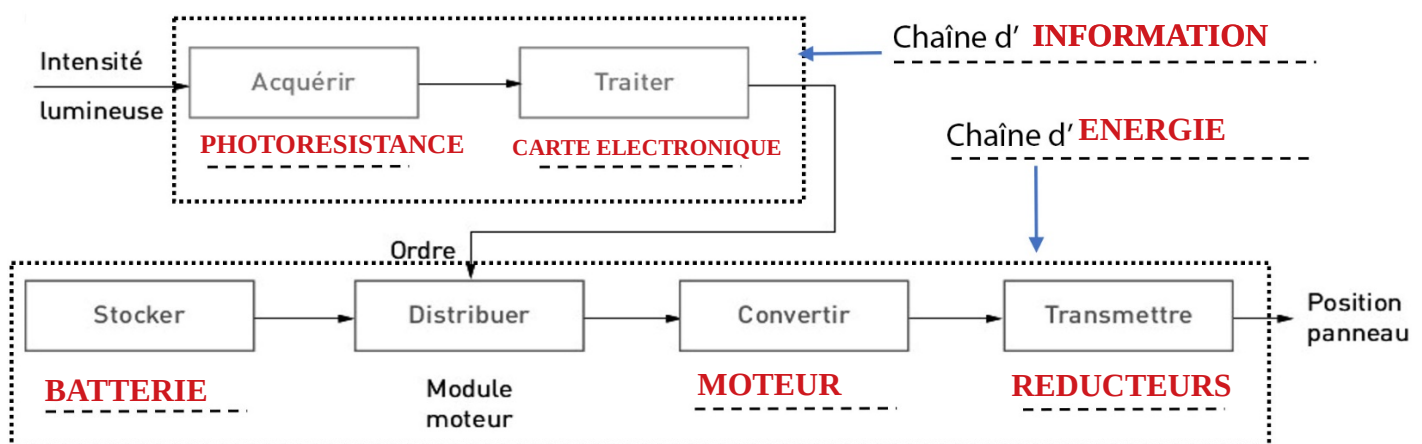 Chaîne d' INFORMATION
Intensité
lumineuse
Acquérir
Traiter
PHOTORESISTANCE
CARTE ELECTRONIQUE
Chaîne d' ENERGIE
Ordre
Stocker
Distribuer
Convertir
Transmettre
Position
panneau
BATTERIE
Module
moteur
MOTEUR
REDUCTEURS